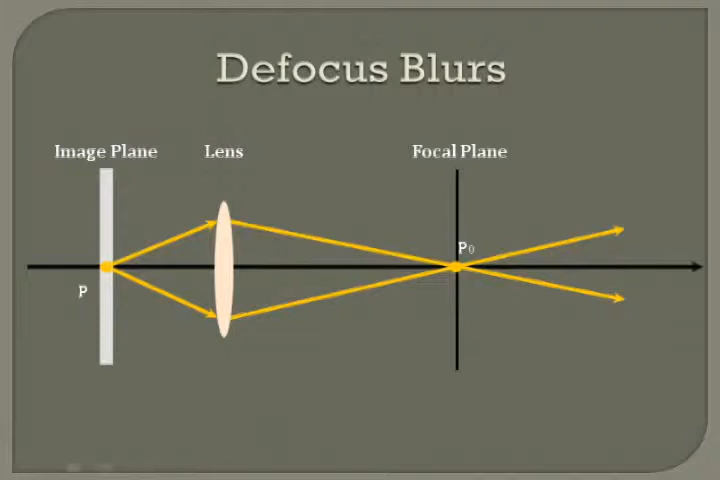 Defocus Blurs
Image Plane Lens Focal Plane
P₀
P